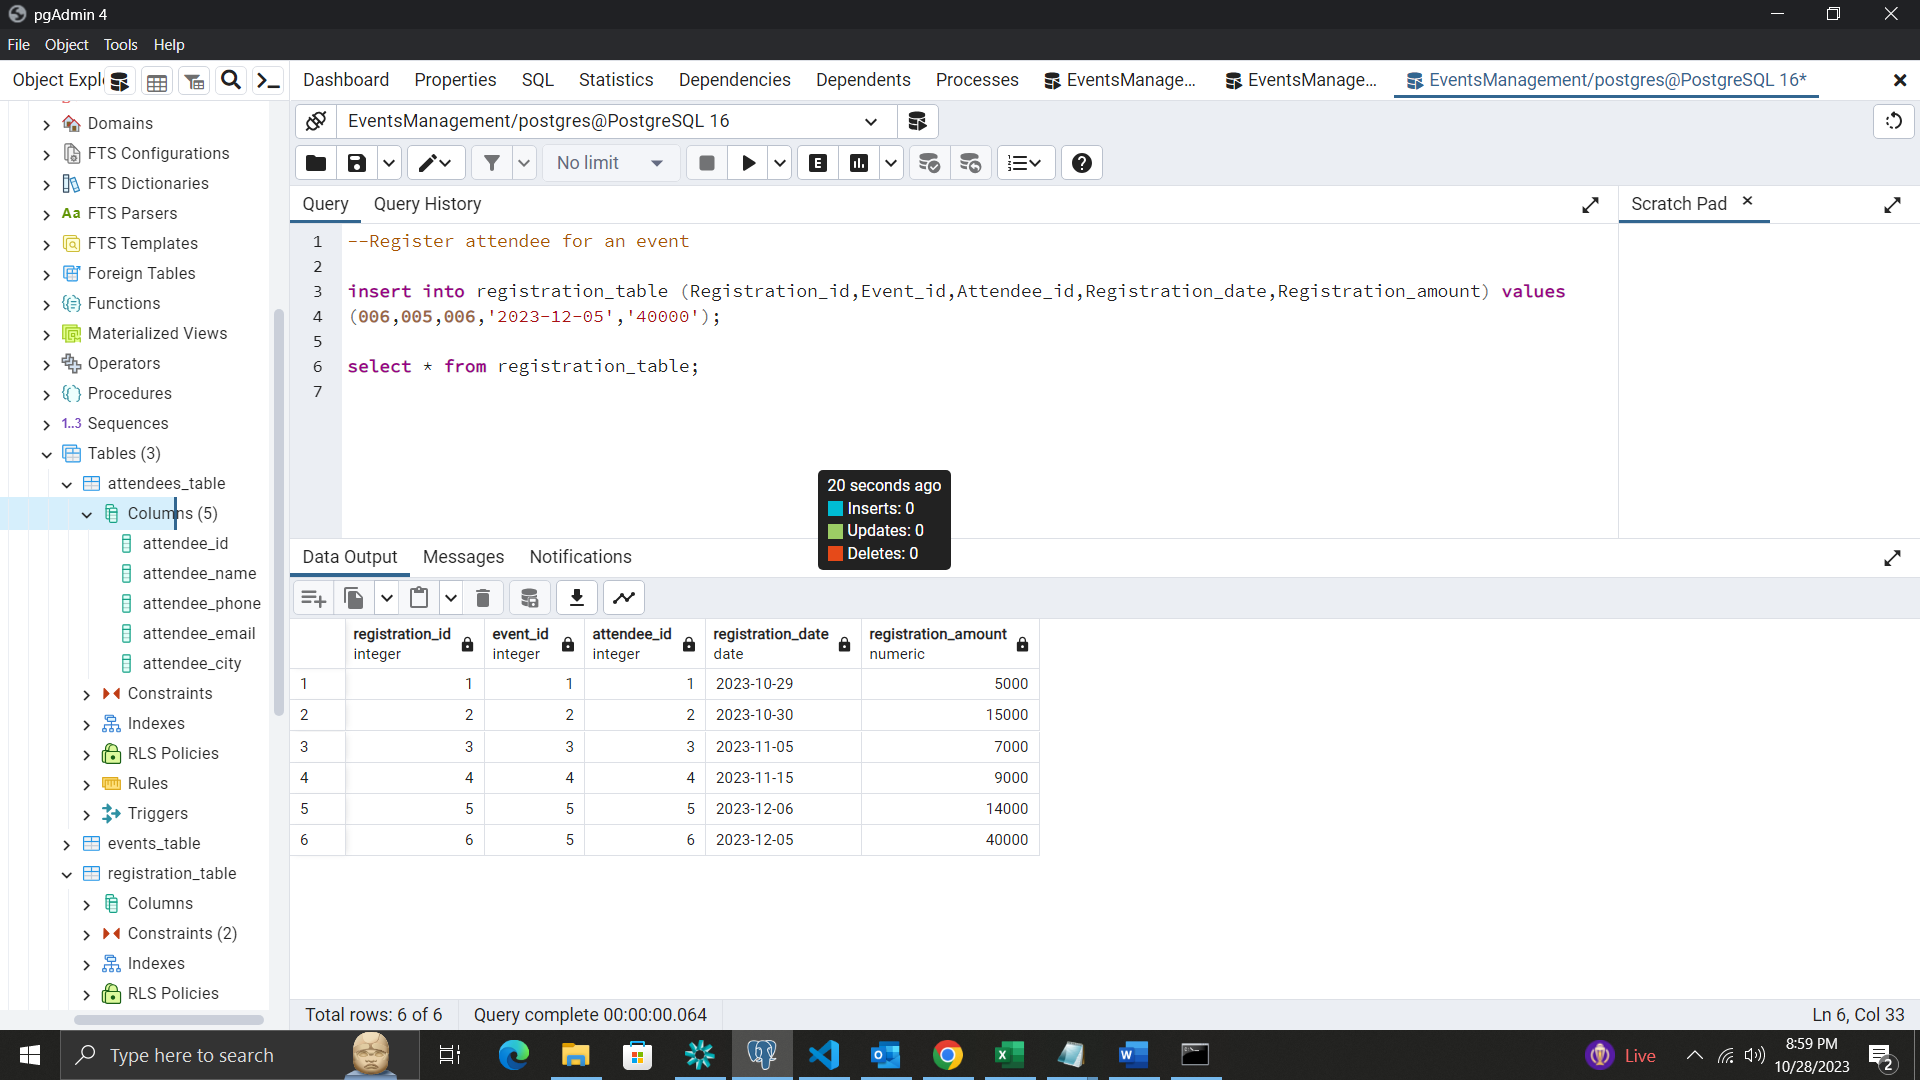 pgAdmin 4
File Object Tools Help
Object Expl
Dashboard Properties SQL Statistics Dependencies Dependents Processes EventsManage... EventsManage... EventsManagement/postgres@PostgreSQL 16*
EventsManagement/postgres@PostgreSQL 16
No limit
E
Domains
FTS Configurations
FTS Dictionaries
Aa FTS Parsers
FTS Templates
Foreign Tables
Functions
Materialized Views
Operators
Procedures
1..3 Sequences
Tables (3)
attendees_table
Columns (5)
attendee_id
attendee_name
attendee_phone
attendee_email
attendee_city
Constraints
Indexes
RLS Policies
Rules
Triggers
events_table
registration_table
Columns
Constraints (2)
Indexes
RLS Policies
Query Query History
Scratch Pad
1 --Register attendee for an event
2
3 insert into registration_table (Registration_id,Event_id,Attendee_id,Registration_date,Registration_amount) values
4 (006,005,006,'2023-12-05','40000');
5
6 select * from registration_table;
7
20 seconds ago
Inserts: 0
Updates: 0
Deletes: 0
Data Output Messages Notifications
registration_id event_id attendee_id registration_date registration_amount
integer integer integer date numeric
1 1 1 1 2023-10-29 5000
2 2 2 2 2023-10-30 15000
3 3 3 3 2023-11-05 7000
4 4 4 4 2023-11-15 9000
5 5 5 5 2023-12-06 14000
6 6 5 6 2023-12-05 40000
Total rows: 6 of 6 Query complete 00:00:00.064 Ln 6, Col 33
Type here to search
Live
8:59 PM
10/28/2023
2